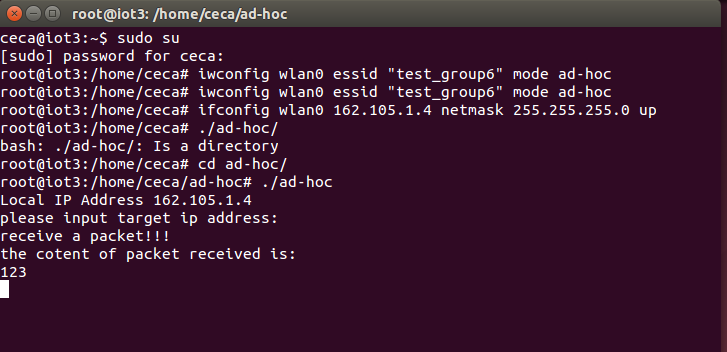 root@iot3: /home/ceca/ad-hoc
ceca@iot3:~$ sudo su
[sudo] password for ceca:
root@iot3:/home/ceca# iwconfig wlan0 essid "test_group6" mode ad-hoc
root@iot3:/home/ceca# iwconfig wlan0 essid "test_group6" mode ad-hoc
root@iot3:/home/ceca# ifconfig wlan0 162.105.1.4 netmask 255.255.255.0 up
root@iot3:/home/ceca# ./ad-hoc/
bash: ./ad-hoc/: Is a directory
root@iot3:/home/ceca# cd ad-hoc/
root@iot3:/home/ceca/ad-hoc# ./ad-hoc
Local IP Address 162.105.1.4
please input target ip address:
receive a packet!!!
the cotent of packet received is:
123